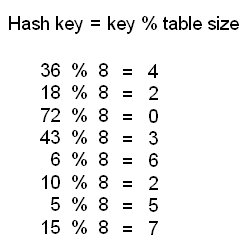 Hash key = key % table size
36 % 8 = 4
18 % 8 = 2
72 % 8 = 0
43 % 8 = 3
6 % 8 = 6
10 % 8 = 2
5 % 8 = 5
15 % 8 = 7